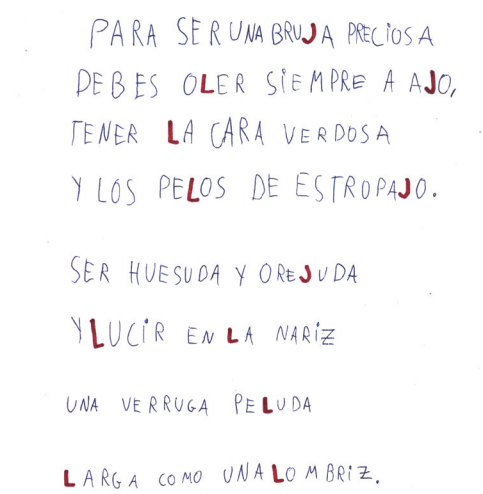 PARA SER UNA BRUJA PRECIOSA
DEBES OLER SIEMPRE A AJO,
TENER LA CARA VERDOSA
Y LOS PELOS DE ESTROPAJO.
SER HUESUDA Y OREJUDA
Y LUCIR EN LA NARIZ
UNA VERRUGA PELUDA
LARGA COMO UNA LOMBRIZ.